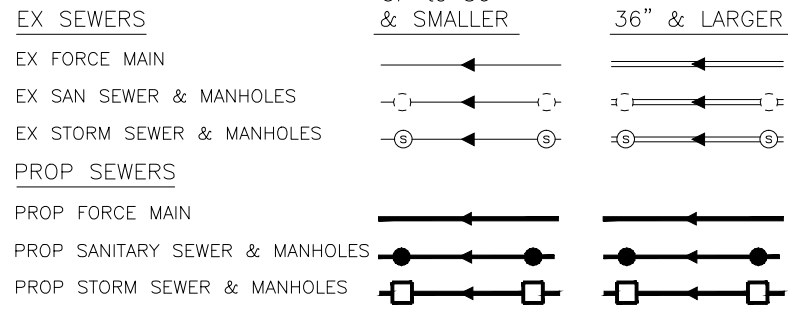 EX SEWERS & SMALLER 36” & LARGER
EX FORCE MAIN
EX SAN SEWER & MANHOLES
EX STORM SEWER & MANHOLES S S S S
PROP SEWERS
PROP FORCE MAIN
PROP SANITARY SEWER & MANHOLES
PROP STORM SEWER & MANHOLES